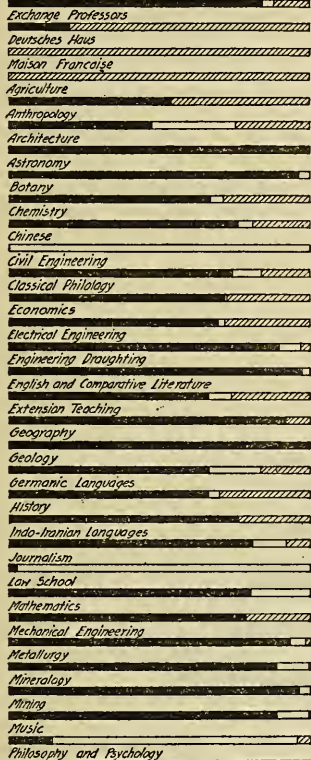 Exchange Professors
Deutsches Haus
Maison Francaise
Agriculture
Anthropology
Architecture
Astronomy
Botany
Chemistry
Chinese
Civil Engineering
Classical Philology
Economics
Electrical Engineering
Engineering Draughting
English and Comparative Literature
Extension Teaching
Geography
Geology
Germanic Languages
History
Indo-Iranian Languages
Journalism
Law School
Mathematics
Mechanical Engineering
Metallurgy
Mineralogy
Mining
Music
Philosophy and Psychology